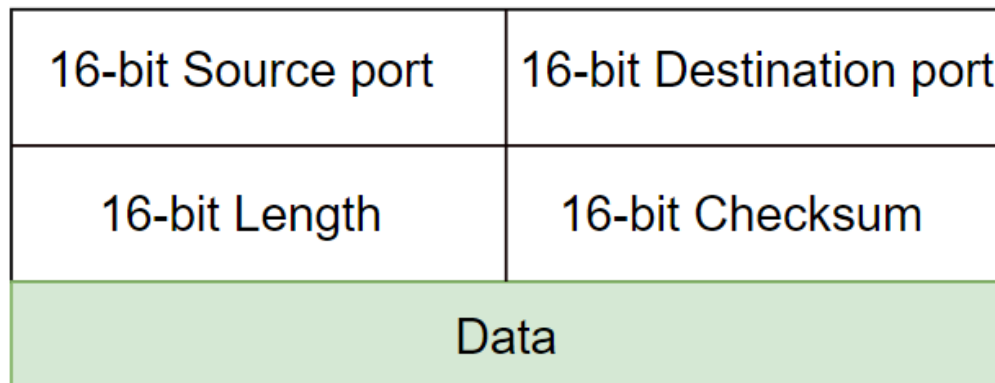 16-bit Source port
16-bit Destination port
16-bit Length
16-bit Checksum
Data